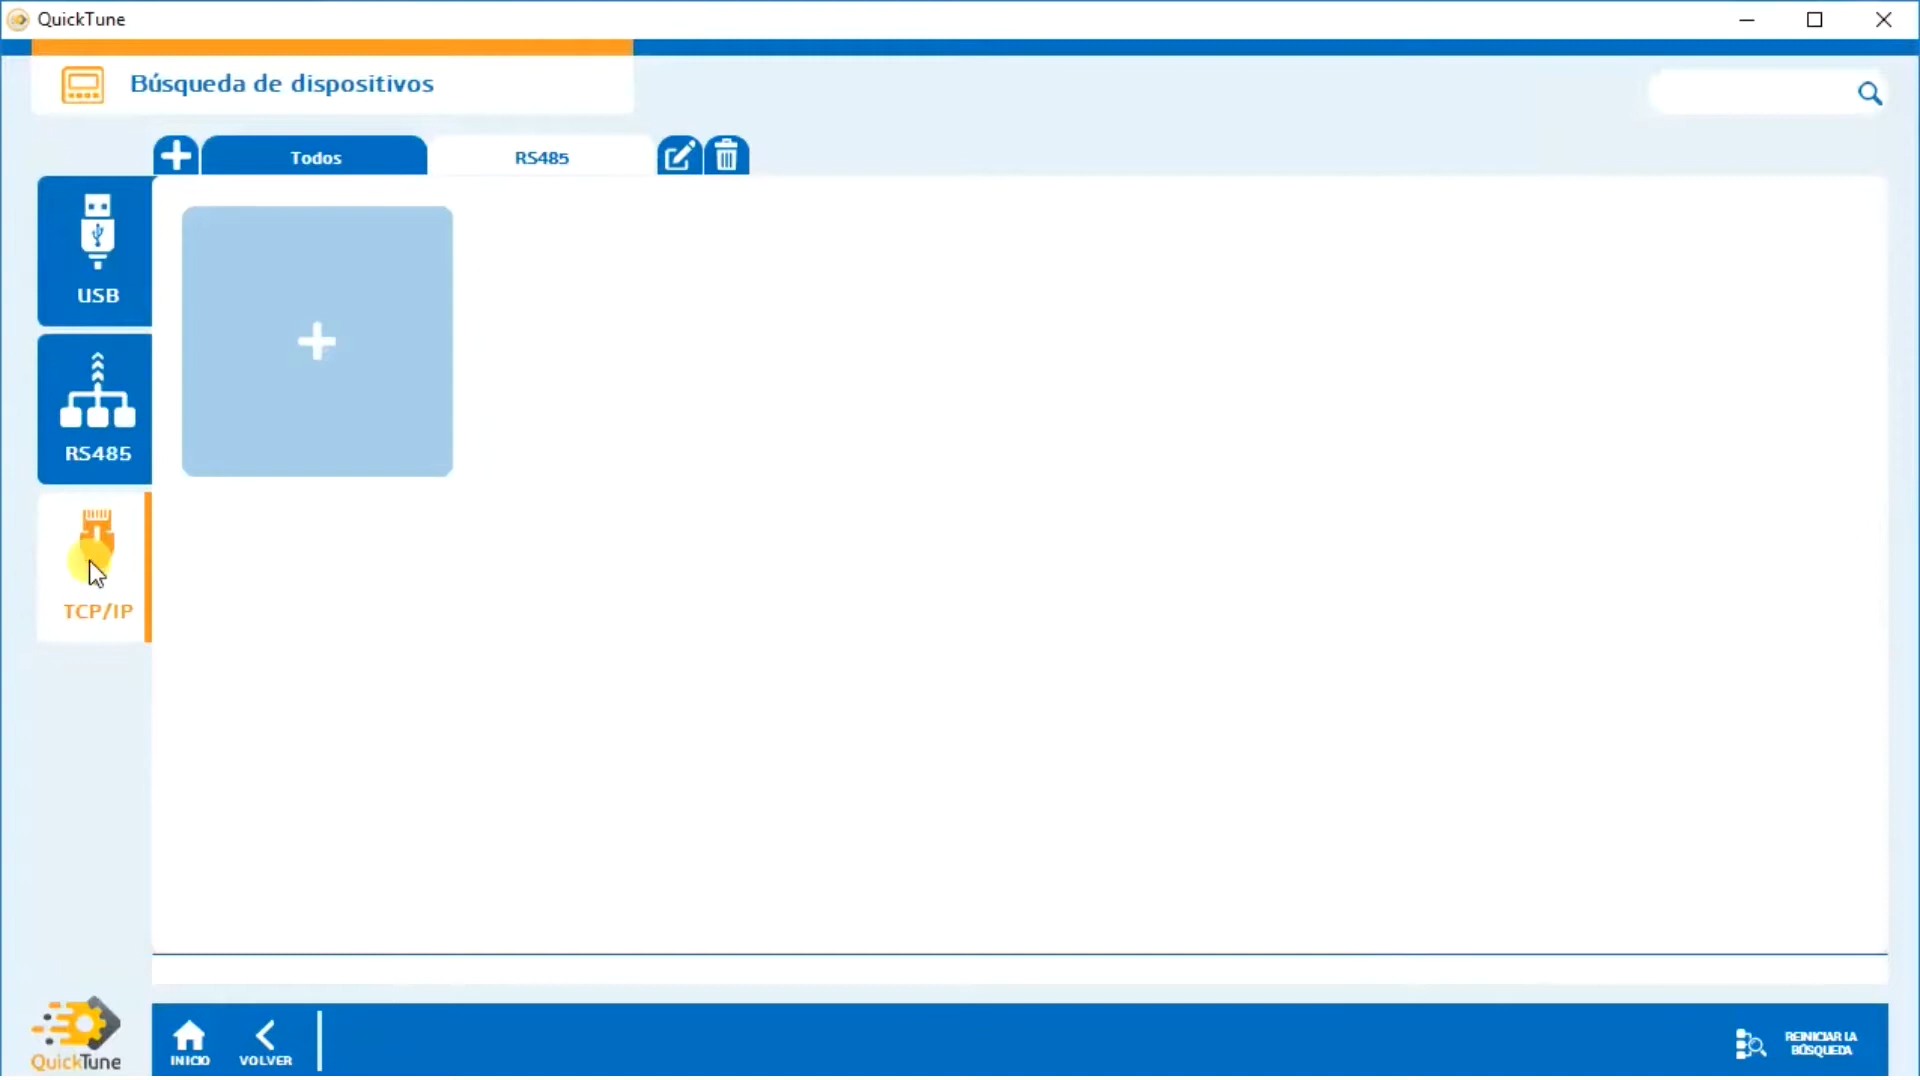 QuickTune
Búsqueda de dispositivos
Todos
RS485
USB
RS485
TCP/IP
QuickTune
INICIO
VOLVER
REINICIAR LA
BÚSQUEDA